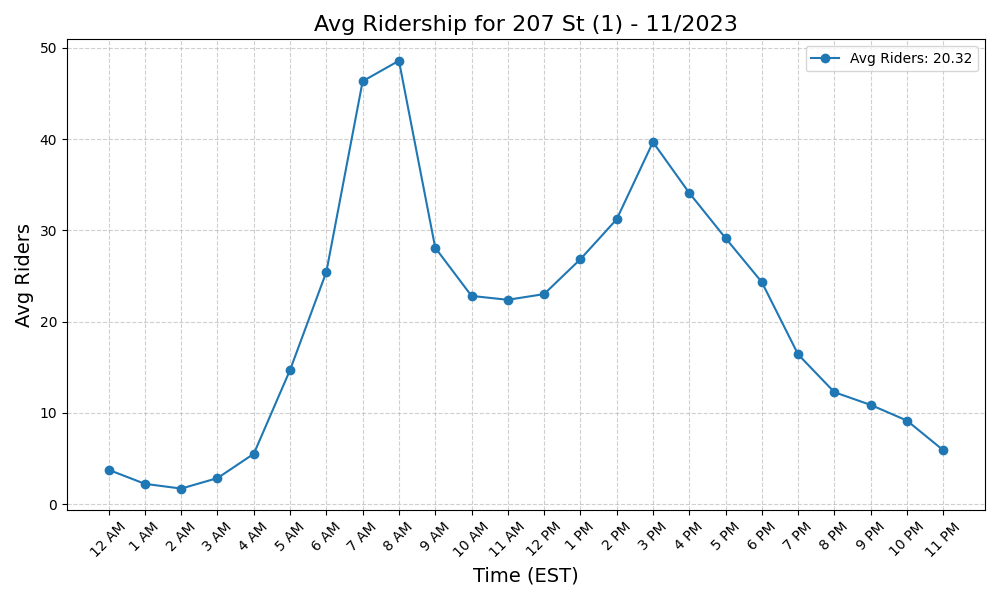 Avg Ridership for 207 St (1) - 11/2023
Avg Riders: 20.32
Avg Riders
50
40
30
20
10
0
12 AM
1 AM
2 AM
3 AM
4 AM
5 AM
6 AM
7 AM
8 AM
9 AM
10 AM
11 AM
12 PM
1 PM
2 PM
3 PM
4 PM
5 PM
6 PM
7 PM
8 PM
9 PM
10 PM
11 PM
Time (EST)